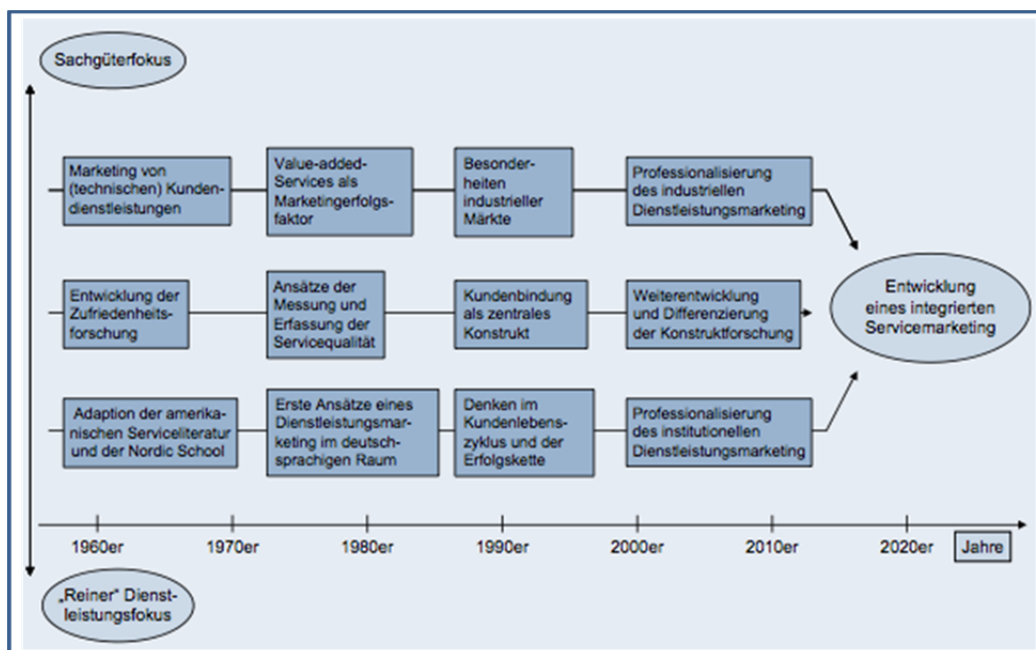 Sachgüterfokus
Marketing von
(technischen) Kunden-
dienstleistungen
Value-added-
Services als
Marketingerfolgs-
faktor
Besonder-
heiten
industrieller
Märkte
Professionalisierung
des industriellen
Dienstleistungsmarketing
Entwicklung der
Zufriedenheits-
forschung
Ansätze der
Messung und
Erfassung der
Servicequalität
Kundenbindung
als zentrales
Konstrukt
Weiterentwicklung
und Differenzierung
der Konstruktforschung
Entwicklung
eines integrierten
Servicemarketing
Adaption der amerika-
nischen Serviceliteratur
und der Nordic School
Erste Ansätze eines
Dienstleistungsmar-
keting im deutsch-
sprachigen Raum
Denken im
Kundenlebens-
zyklus und der
Erfolgskette
Professionalisierung
des institutionellen
Dienstleistungsmarketing
1960er 1970er 1980er 1990er 2000er 2010er 2020er Jahre
„Reiner" Dienst-
leistungsfokus